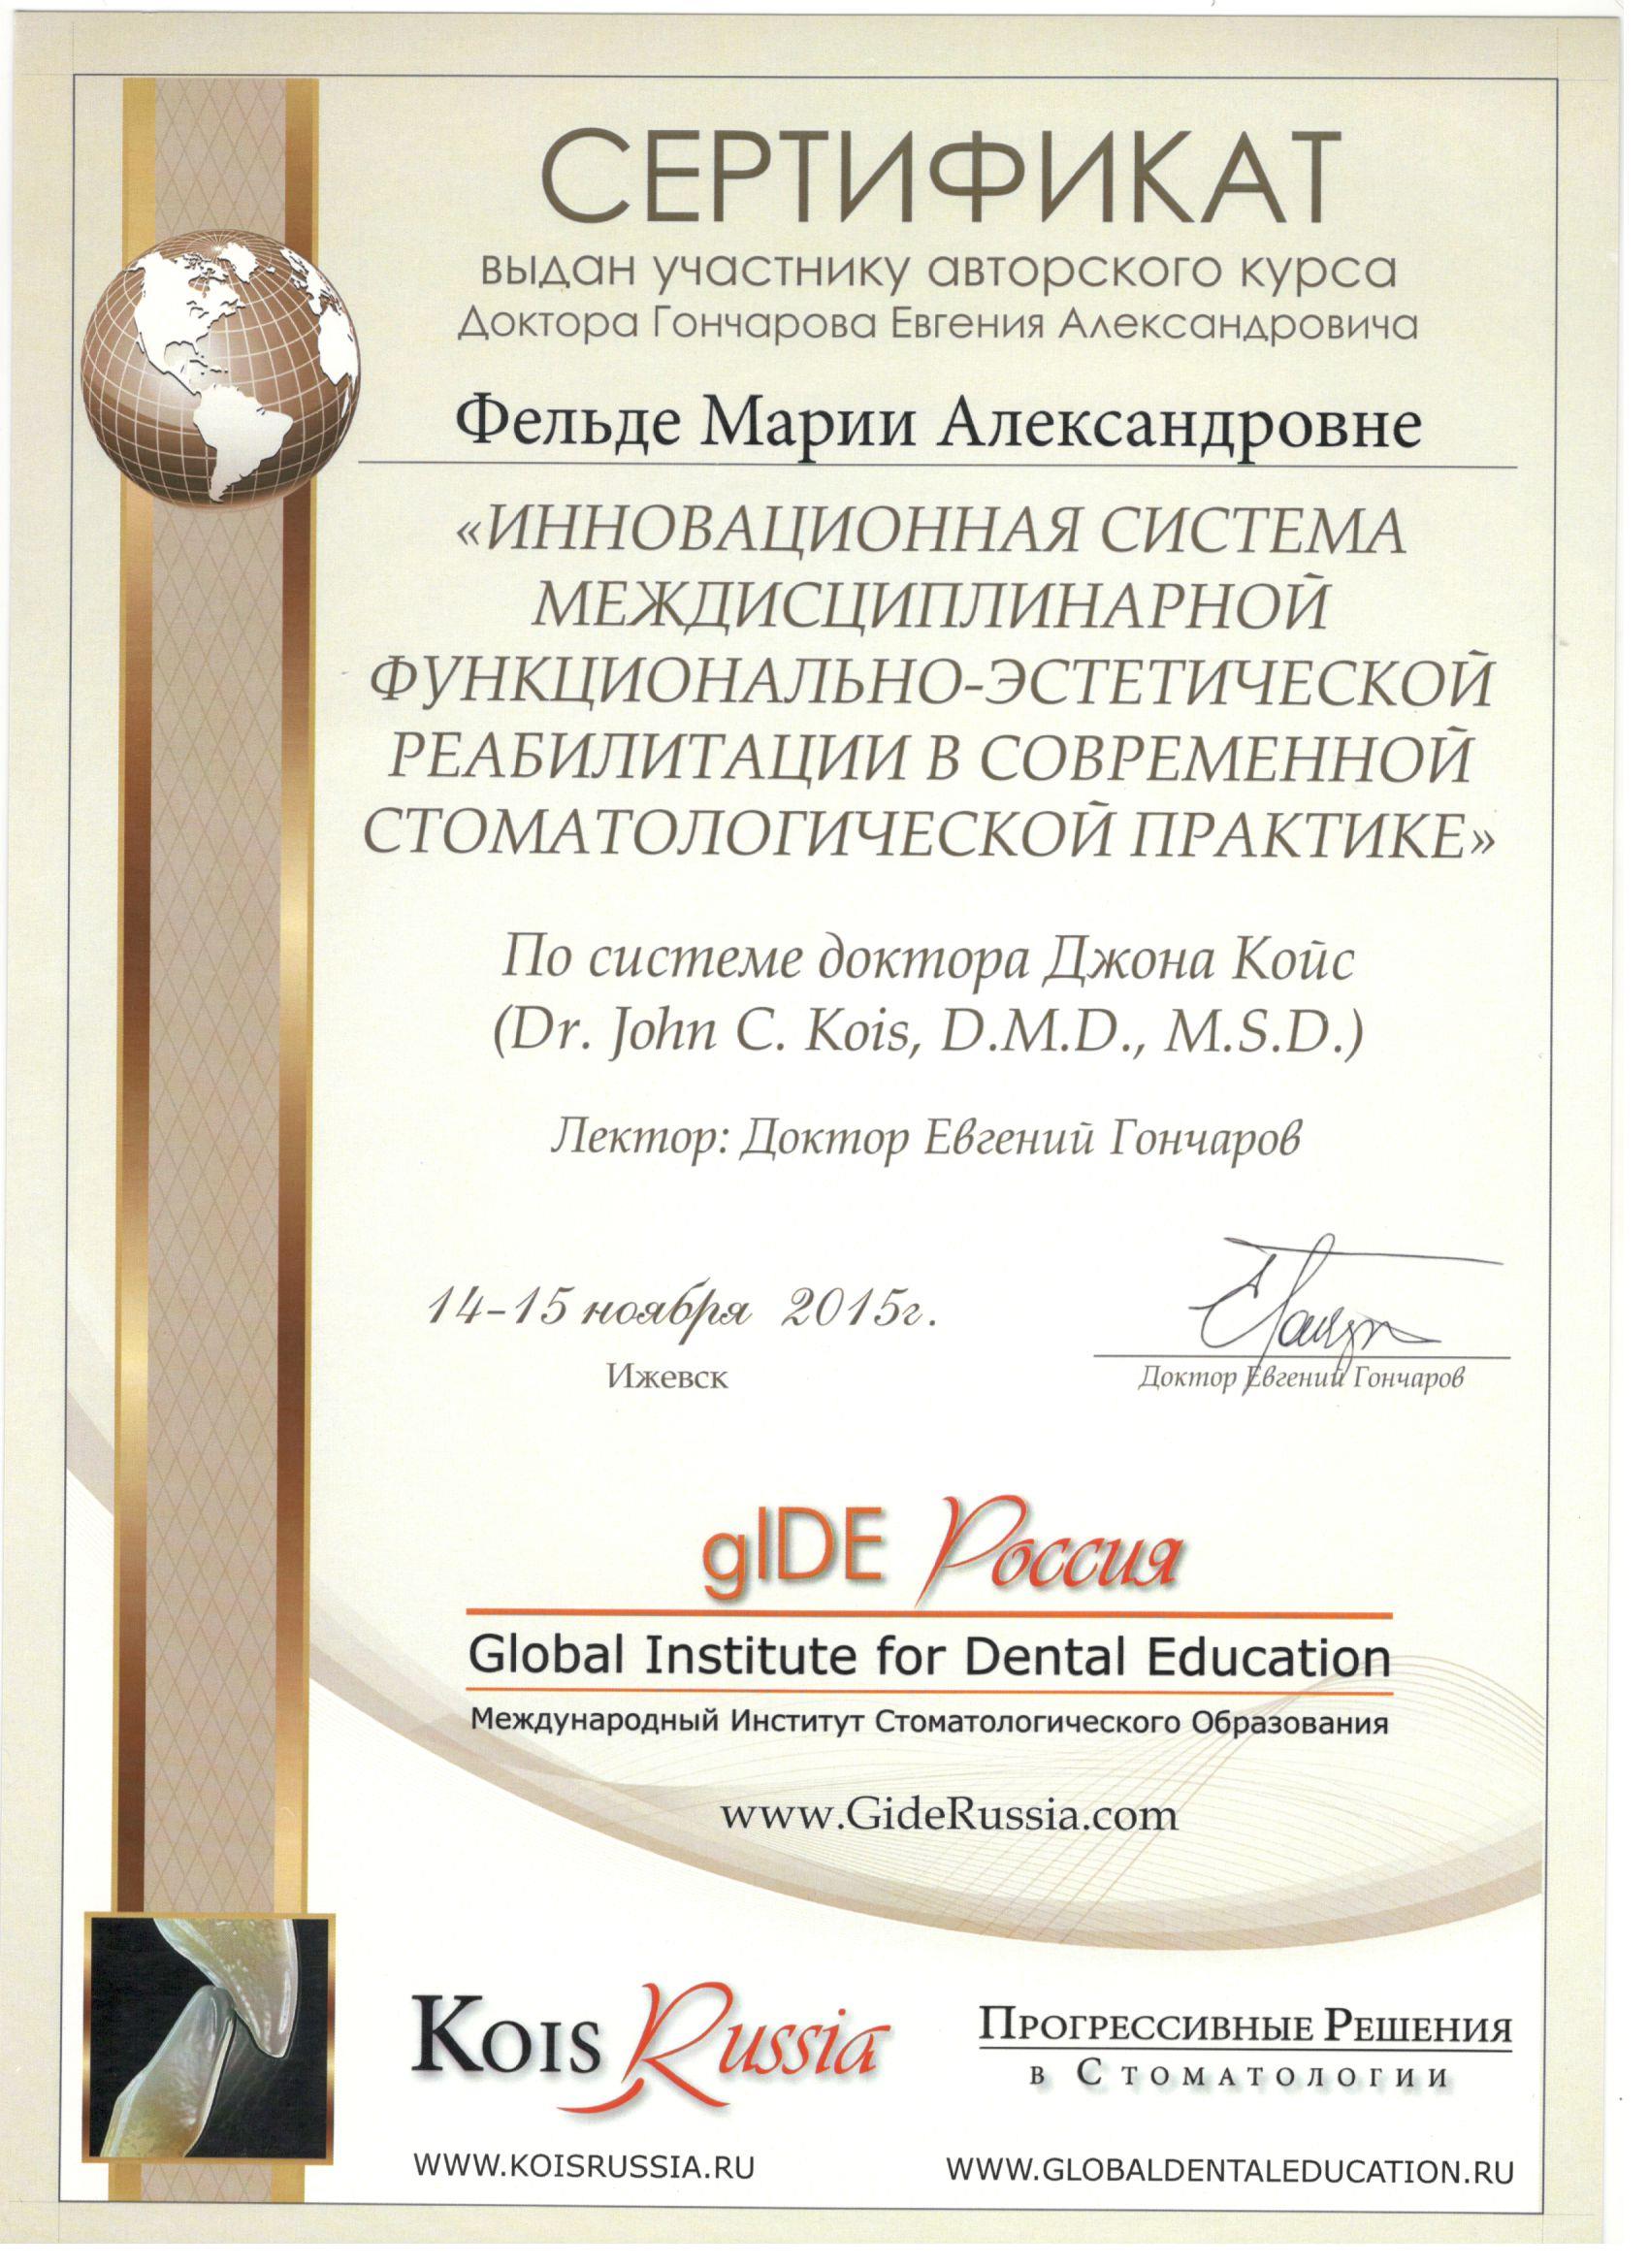 СЕРТИФИКАТ
выдан участнику авторского курса
Доктора Гончарова Евгения Александровича
Фельде Марии Александровне
«ИННОВАЦИОННАЯ СИСТЕМА
МЕЖДИСЦИПЛИНАРНОЙ
ФУНКЦИОНАЛЬНО-ЭСТЕТИЧЕСКОЙ
РЕАБИЛИТАЦИИ В СОВРЕМЕННОЙ
СТОМАТОЛОГИЧЕСКОЙ ПРАКТИКЕ»
По системе доктора Джона Койс
(Dr. John C. Kois, D.M.D., M.S.D.)
Лектор: Доктор Евгений Гончаров
14-15 ноября 2015г.
Ижевск
Доктор Евгений Гончаров
gIDE Россия
Global Institute for Dental Education
Международный Институт Стоматологического Образования
www.GideRussia.com
KOIS Russia
ПРОГРЕССИВНЫЕ РЕШЕНИЯ
В СТОМАТОЛОГИИ
WWW.KOISRUSSIA.RU
WWW.GLOBALDENTALEDUCATION.RU